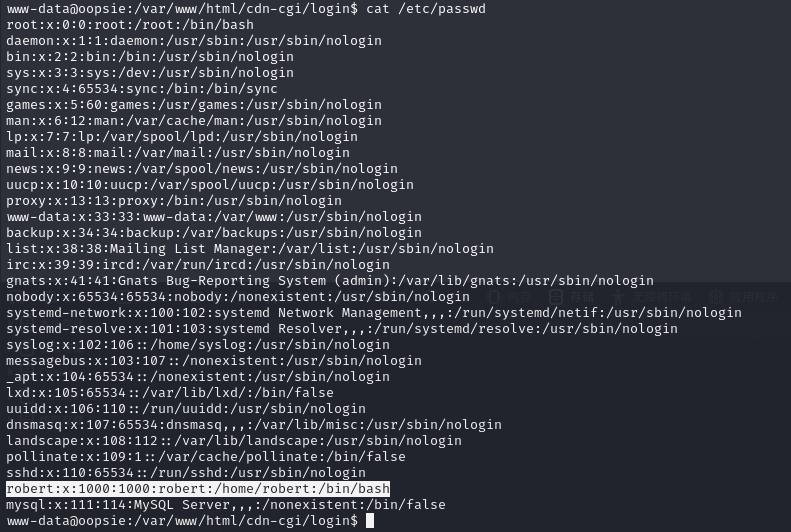 www-data@oopsie:/var/www/html/cdn-cgi/login$ cat /etc/passwd
root:x:0:0:root:/root:/bin/bash
daemon:x:1:1:daemon:/usr/sbin:/usr/sbin/nologin
bin:x:2:2:bin:/bin:/usr/sbin/nologin
sys:x:3:3:sys:/dev:/usr/sbin/nologin
sync:x:4:65534:sync:/bin:/bin/sync
games:x:5:60:games:/usr/games:/usr/sbin/nologin
man:x:6:12:man:/var/cache/man:/usr/sbin/nologin
lp:x:7:7:lp:/var/spool/lpd:/usr/sbin/nologin
mail:x:8:8:mail:/var/mail:/usr/sbin/nologin
news:x:9:9:news:/var/spool/news:/usr/sbin/nologin
uucp:x:10:10:uucp:/var/spool/uucp:/usr/sbin/nologin
proxy:x:13:13:proxy:/bin:/usr/sbin/nologin
www-data:x:33:33:www-data:/var/www:/usr/sbin/nologin
backup:x:34:34:backup:/var/backups:/usr/sbin/nologin
list:x:38:38:Mailing List Manager:/var/list:/usr/sbin/nologin
irc:x:39:39:ircd:/var/run/ircd:/usr/sbin/nologin
gnats:x:41:41:Gnats Bug-Reporting System (admin):/var/lib/gnats:/usr/sbin/nologin
nobody:x:65534:65534:nobody:/nonexistent:/usr/sbin/nologin
systemd-network:x:100:102:systemd Network Management,,,:/run/systemd/netif:/usr/sbin/nologin
systemd-resolve:x:101:103:systemd Resolver,,,:/run/systemd/resolve:/usr/sbin/nologin
syslog:x:102:106::/home/syslog:/usr/sbin/nologin
messagebus:x:103:107::/nonexistent:/usr/sbin/nologin
_apt:x:104:65534::/nonexistent:/usr/sbin/nologin
lxd:x:105:65534::/var/lib/lxd/:/bin/false
uuidd:x:106:110::/run/uuidd:/usr/sbin/nologin
dnsmasq:x:107:65534:dnsmasq,,,:/var/lib/misc:/usr/sbin/nologin
landscape:x:108:112::/var/lib/landscape:/usr/sbin/nologin
pollinate:x:109:1::/var/cache/pollinate:/bin/false
sshd:x:110:65534::/run/sshd:/usr/sbin/nologin
robert:x:1000:1000:robert:/home/robert:/bin/bash
mysql:x:111:114:MySQL Server,,,:/nonexistent:/bin/false
www-data@oopsie:/var/www/html/cdn-cgi/login$